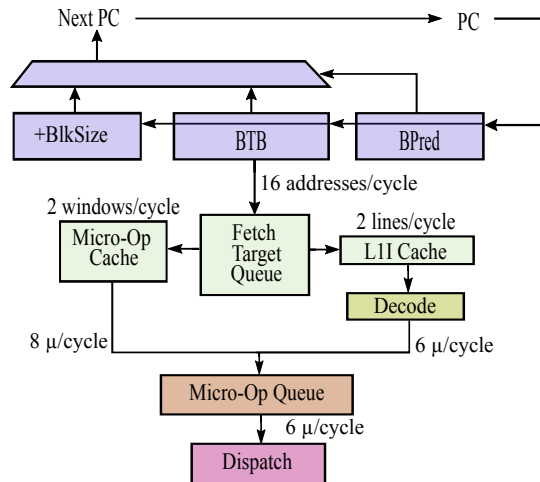 Next PC
PC
+BlkSize
BTB
BPred
16 addresses/cycle
2 windows/cycle
Micro-Op
Cache
Fetch
Target
Queue
2 lines/cycle
L1I Cache
Decode
8 µ/cycle
6 µ/cycle
Micro-Op Queue
6 µ/cycle
Dispatch